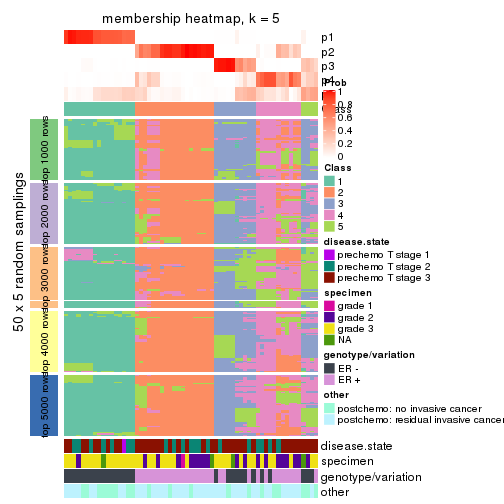 membership heatmap, k = 5
p1
p2
p3
p4
Prob
1
0.8
0.6
0.4
0.2
0
Class
1
2
3
4
5
disease.state
prechemo T stage 1
prechemo T stage 2
prechemo T stage 3
specimen
grade 1
grade 2
grade 3
NA
genotype/variation
ER -
ER +
other
postchemo: no invasive cancer
postchemo: residual invasive cancer
50 x 5 random samplings
top 1000 rows
top 2000 rows
top 3000 rows
top 4000 rows
top 5000 rows
disease.state
specimen
genotype/variation
other